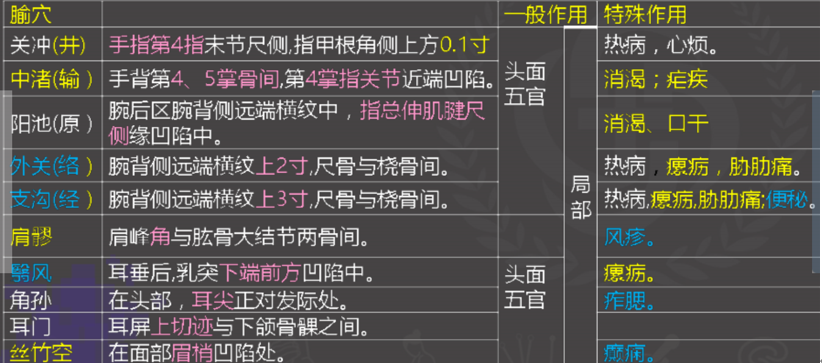 腧穴 一般作用 特殊作用
关冲(井) 手指第4指末节尺侧,指甲根角侧上方0.1寸 热病，心烦。
中渚(输) 手背第4、5掌骨间,第4掌指关节近端凹陷。 头面 消渴；疟疾
五官
阳池(原) 腕后区腕背侧远端横纹中，指总伸肌腱尺 消渴、口干
侧缘凹陷中。
外关(络) 腕背侧远端横纹上2寸,尺骨与桡骨间。 热病，瘰疬，胁肋痛。
支沟(经) 腕背侧远端横纹上3寸,尺骨与桡骨间。 局 热病,瘰疬,胁肋痛;便秘。
部
肩髎 肩峰角与肱骨大结节两骨间。 风疹。
翳风 耳垂后,乳突下端前方凹陷中。 头面 瘰疬。
角孙 在头部，耳尖正对发际处。 五官 痄腮。
耳门 耳屏上切迹与下颌骨髁之间。
丝竹空 在面部眉梢凹陷处。 癫痫。